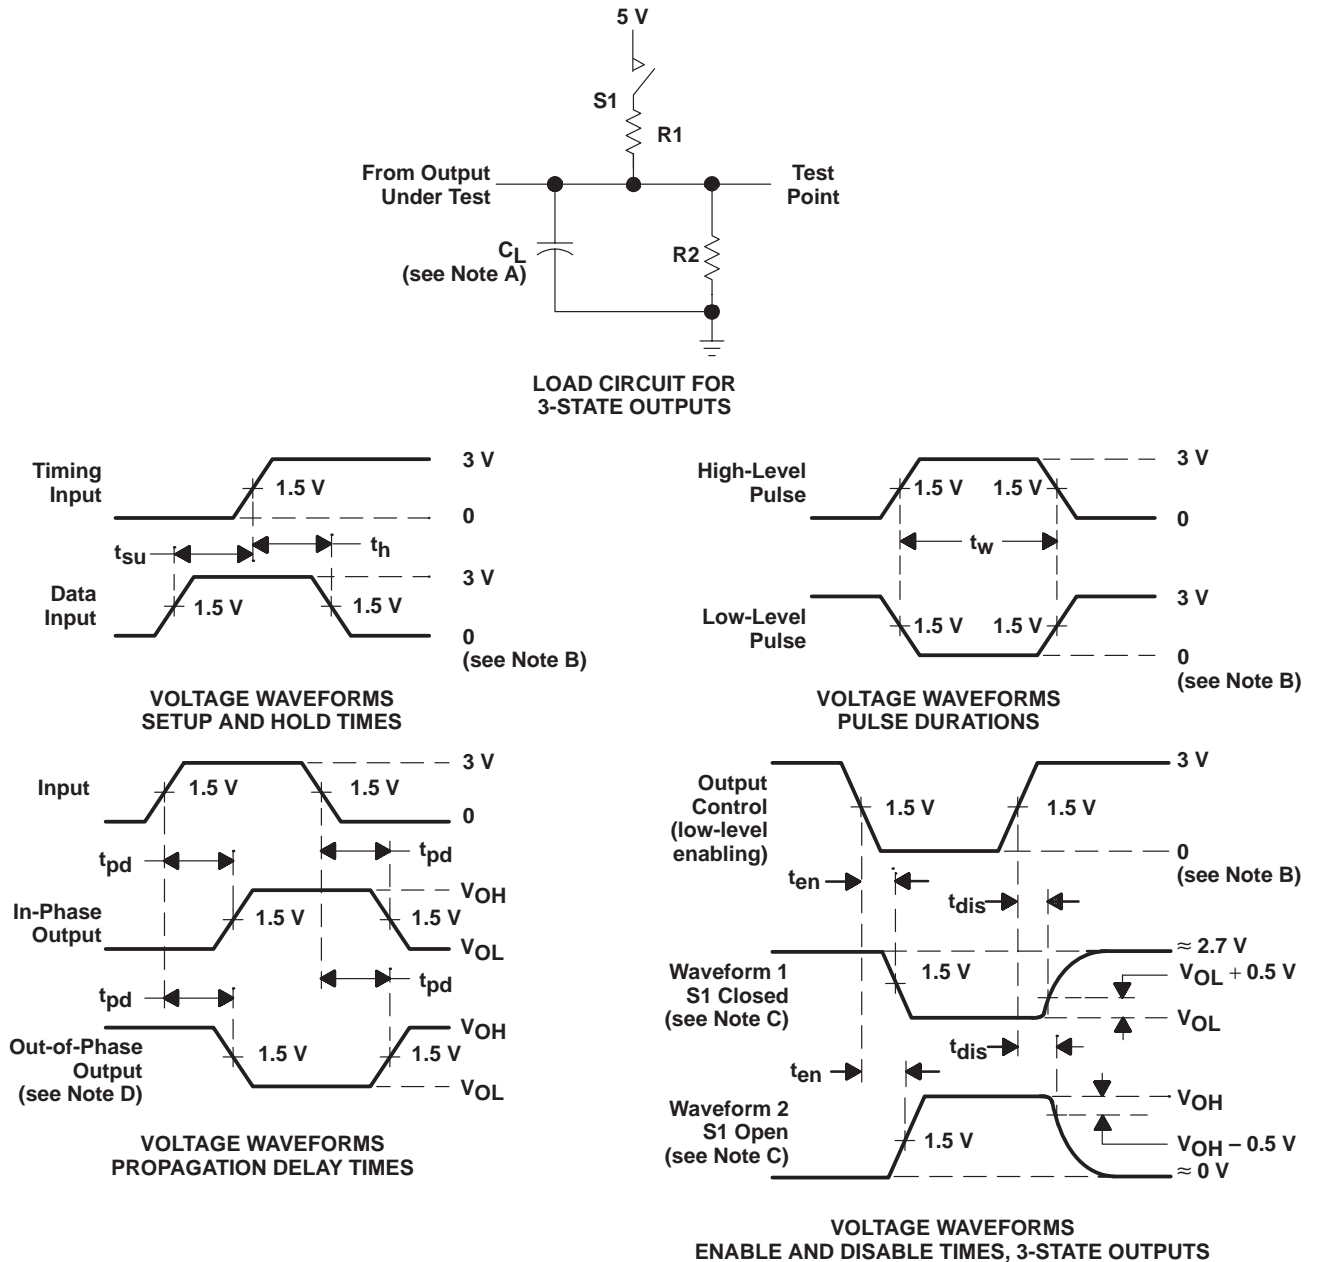 5 V
S1
R1
From Output
Under Test
Test
Point
CL
(see Note A)
R2
LOAD CIRCUIT FOR
3-STATE OUTPUTS
Timing
Input
3 V
1.5 V
0
tsu
th
Data
Input
3 V
1.5 V
1.5 V
0
(see Note B)
VOLTAGE WAVEFORMS
SETUP AND HOLD TIMES
High-Level
Pulse
3 V
1.5 V
1.5 V
0
tw
Low-Level
Pulse
3 V
1.5 V
1.5 V
0
(see Note B)
VOLTAGE WAVEFORMS
PULSE DURATIONS
Input
3 V
1.5 V
1.5 V
0
tpd
tpd
In-Phase
Output
VOH
1.5 V
1.5 V
VOL
tpd
tpd
Out-of-Phase
Output
(see Note D)
VOH
1.5 V
1.5 V
VOL
VOLTAGE WAVEFORMS
PROPAGATION DELAY TIMES
Output
Control
(low-level
enabling)
3 V
1.5 V
1.5 V
0
(see Note B)
ten
tdis
Waveform 1
S1 Closed
(see Note C)
1.5 V
≈ 2.7 V
VOL + 0.5 V
VOL
tdis
ten
Waveform 2
S1 Open
(see Note C)
1.5 V
VOH
VOH – 0.5 V
≈ 0 V
VOLTAGE WAVEFORMS
ENABLE AND DISABLE TIMES, 3-STATE OUTPUTS